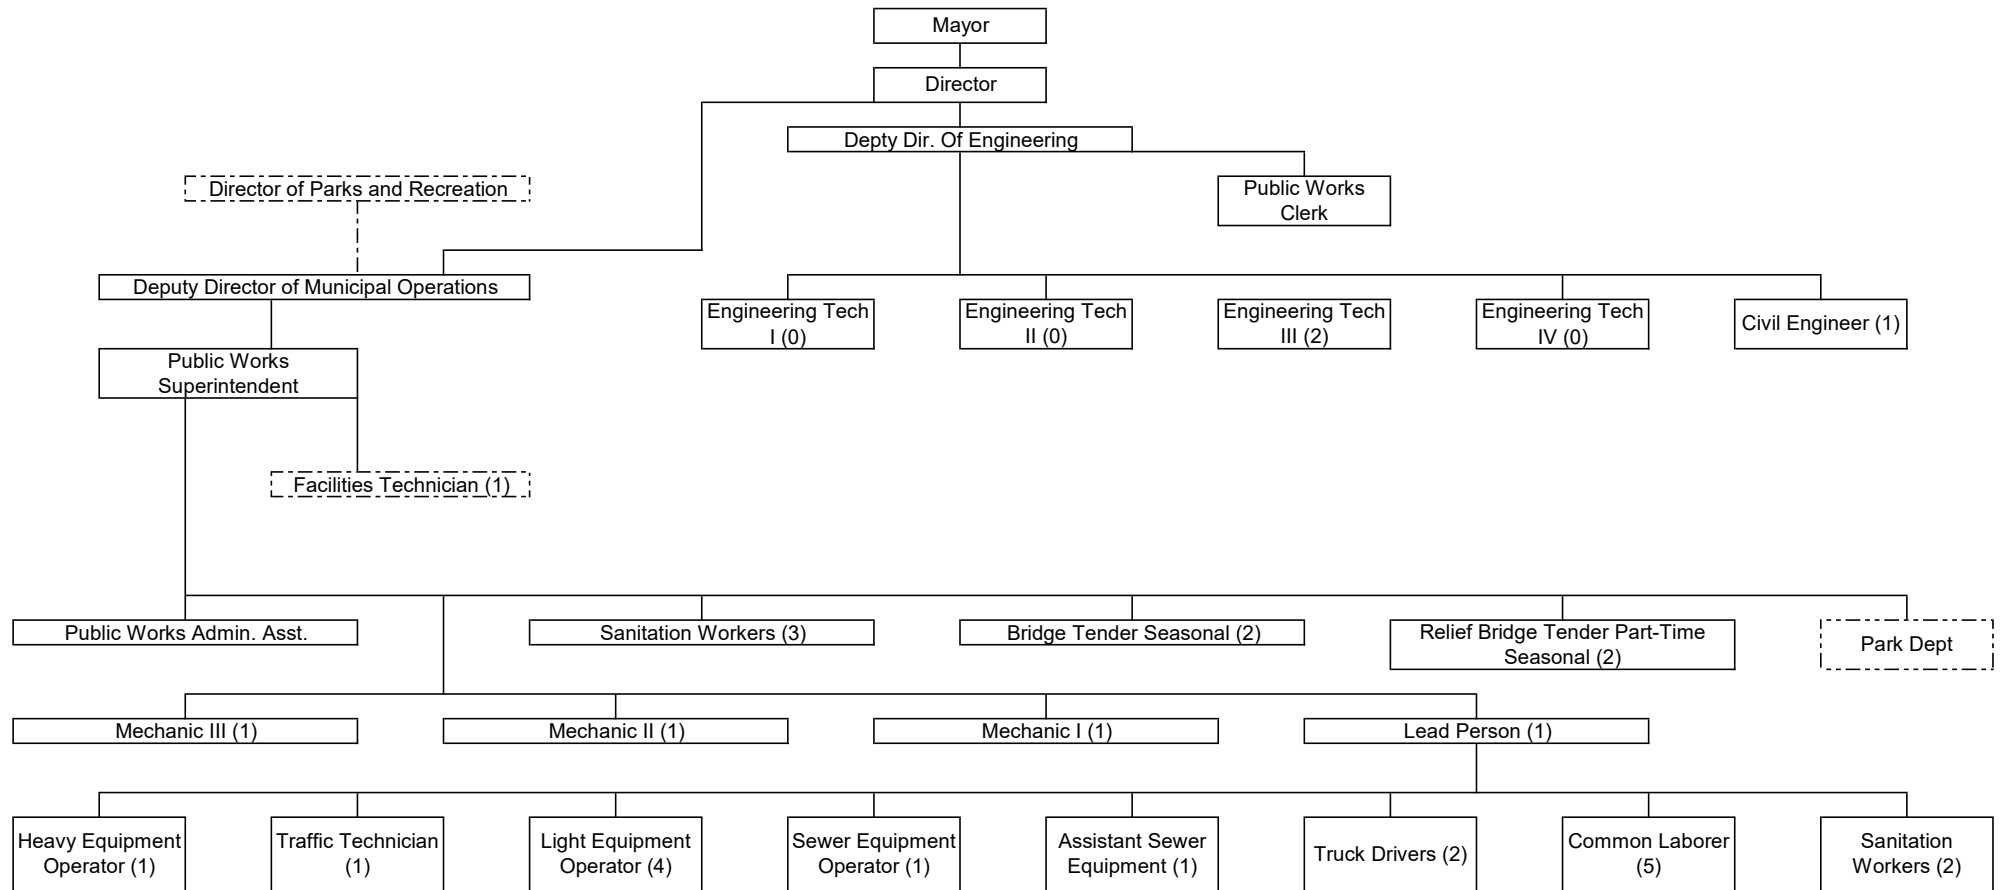 Mayor
Director
Depty Dir. Of Engineering
Director of Parks and Recreation
Public Works
Clerk
Deputy Director of Municipal Operations
Engineering Tech
I (0)
Engineering Tech
II (0)
Engineering Tech
III (2)
Engineering Tech
IV (0)
Civil Engineer (1)
Public Works
Superintendent
Facilities Technician (1)
Public Works Admin. Asst.
Sanitation Workers (3)
Bridge Tender Seasonal (2)
Relief Bridge Tender Part-Time
Seasonal (2)
Park Dept
Mechanic III (1)
Mechanic II (1)
Mechanic I (1)
Lead Person (1)
Heavy Equipment
Operator (1)
Traffic Technician
(1)
Light Equipment
Operator (4)
Sewer Equipment
Operator (1)
Assistant Sewer
Equipment (1)
Truck Drivers (2)
Common Laborer
(5)
Sanitation
Workers (2)